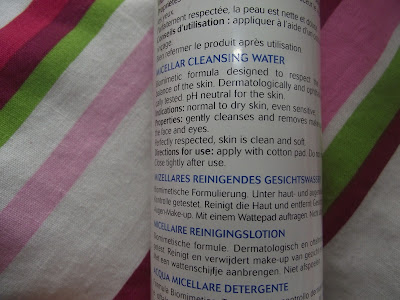 yeux.
Parfaitement respectée, la peau est nette et
Conseils d'utilisation : appliquer à l'aide d'un
Bien refermer le produit après utilisation
MICELLAR CLEANSING WATER
Biomimetic formula designed to respect the
balance of the skin. Dermatologically and
tested. pH neutral for the skin.
Indications: normal to dry skin, even sensitive.
Properties: gently cleanses and removes
the face and eyes.
Perfectly respected, skin is clean and soft.
Directions for use: apply with cotton pad. Do
Close tightly after use.
MIZELLARES REINIGENDES GESICHTSWASSER
Biomimetische Formulierung. Unter haut- und
Kontrolle getestet. Reinigt die Haut und entfernt
Augen-Make-up. Mit einem Wattepad auftragen.
MICELLAIRE REINIGINGSLOTION
Biomimetische formule. Dermatologisch en
getest. Reinigt en verwijdert make-up van
met een wattenschijfje aanbrengen. Niet
ACQUA MICELLARE DETERGENTE
Formula